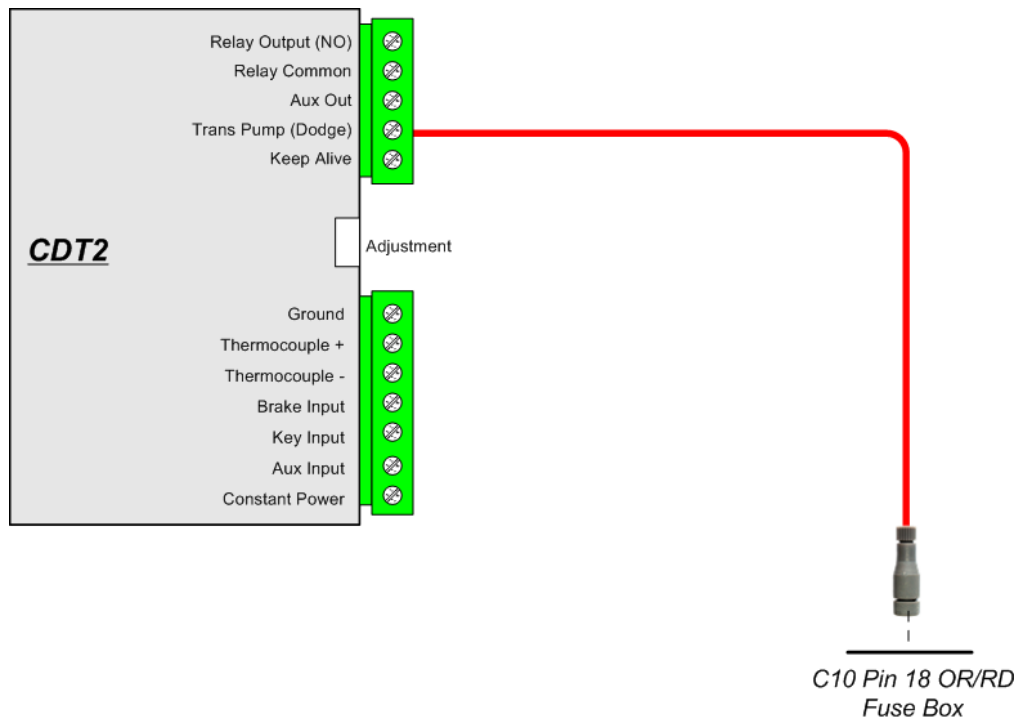 Relay Output (NO)
Relay Common
Aux Out
Trans Pump (Dodge)
Keep Alive
CDT2
Adjustment
Ground
Thermocouple +
Thermocouple -
Brake Input
Key Input
Aux Input
Constant Power
C10 Pin 18 OR/RD
Fuse Box